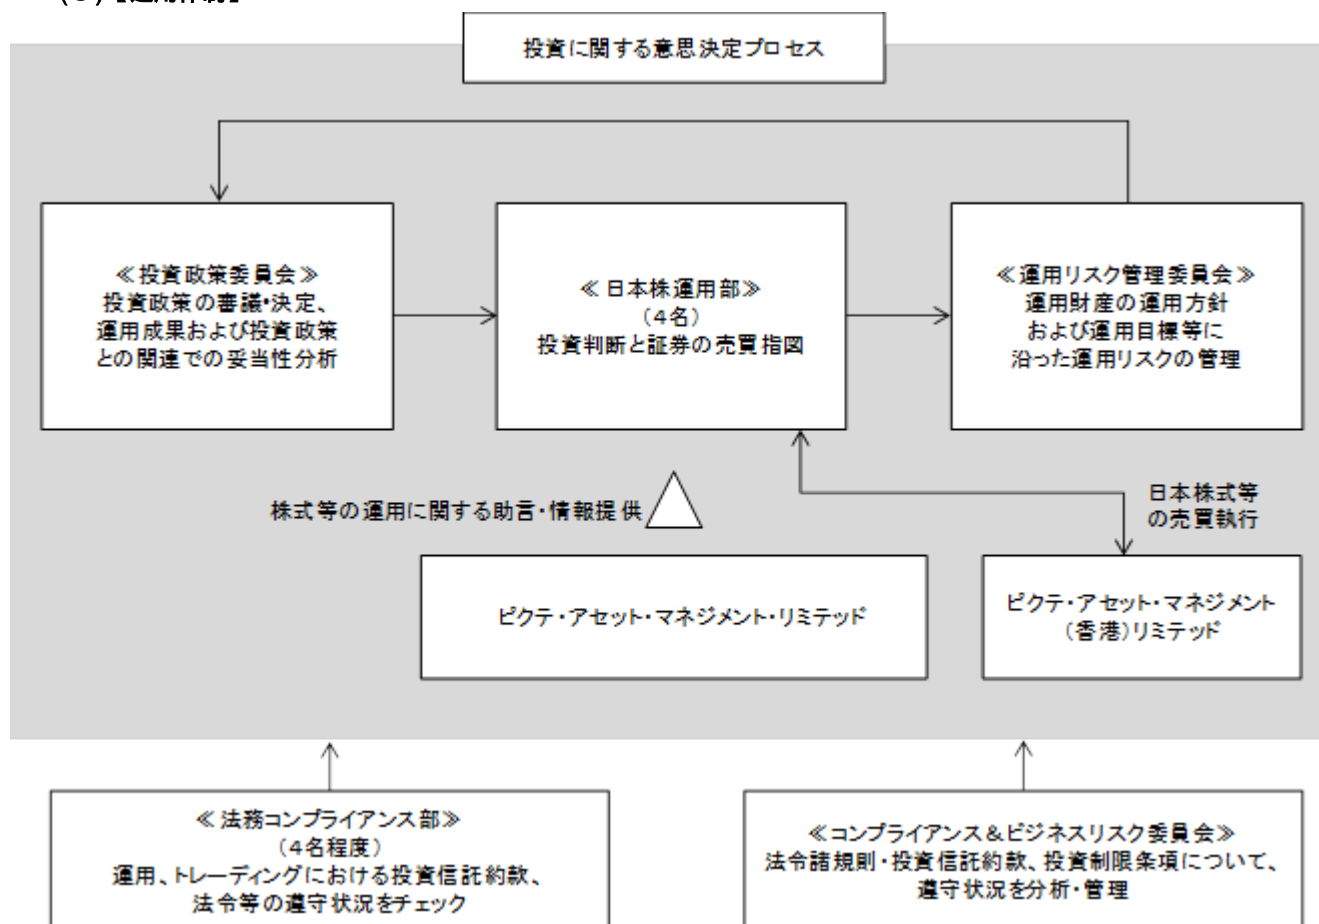 投資に関する意思決定プロセス
≪投資政策委員会≫
投資政策の審議・決定、
運用成果および投資政策
との関連での妥当性分析
≪日本株運用部≫
(4名)
投資判断と証券の売買指図
≪運用リスク管理委員会≫
運用財産の運用方針
および運用目標等に
沿った運用リスクの管理
株式等の運用に関する助言・情報提供
日本株式等
の売買執行
ピクテ・アセット・マネジメント・リミテッド
ピクテ・アセット・マネジメント
(香港)リミテッド
≪法務コンプライアンス部≫
(4名程度)
運用、トレーディングにおける投資信託約款、
法令等の遵守状況をチェック
≪コンプライアンス&ビジネスリスク委員会≫
法令諸規則・投資信託約款、投資制限条項について、
遵守状況を分析・管理